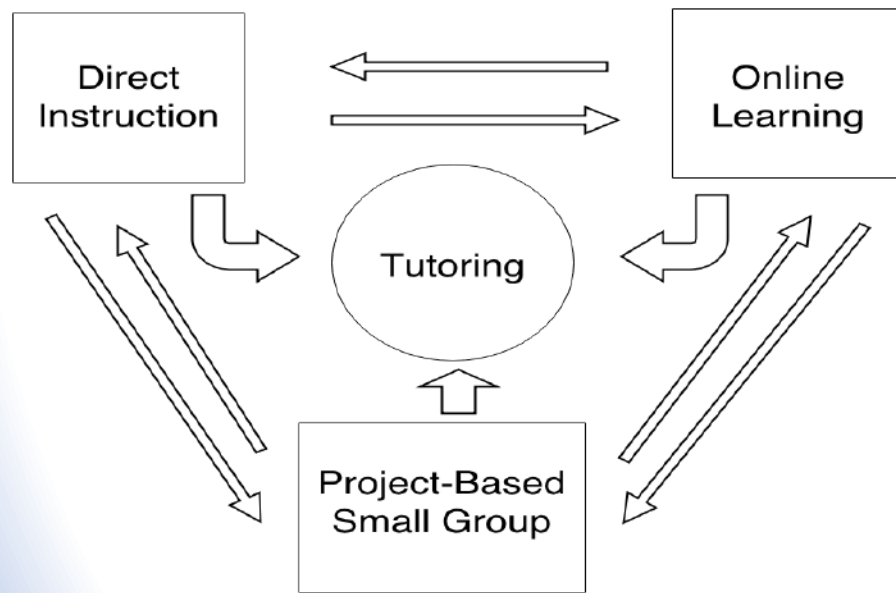 Direct
Instruction
Online
Learning
Tutoring
Project-Based
Small Group